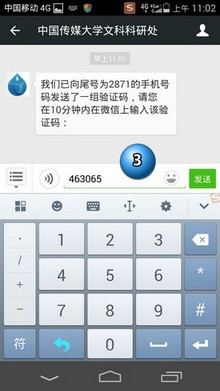 中国移动 4G 4G 上午 11:02
中国传媒大学文科科研处
早上11:01
我们已向尾号为2871的手机号
码发送了一组验证码，请您
在10分钟内在微信上输入该验
证码：
3
463065
发送
· 1 2 3
/ 4 5 6
+ 7 8 9 #
- 符 0